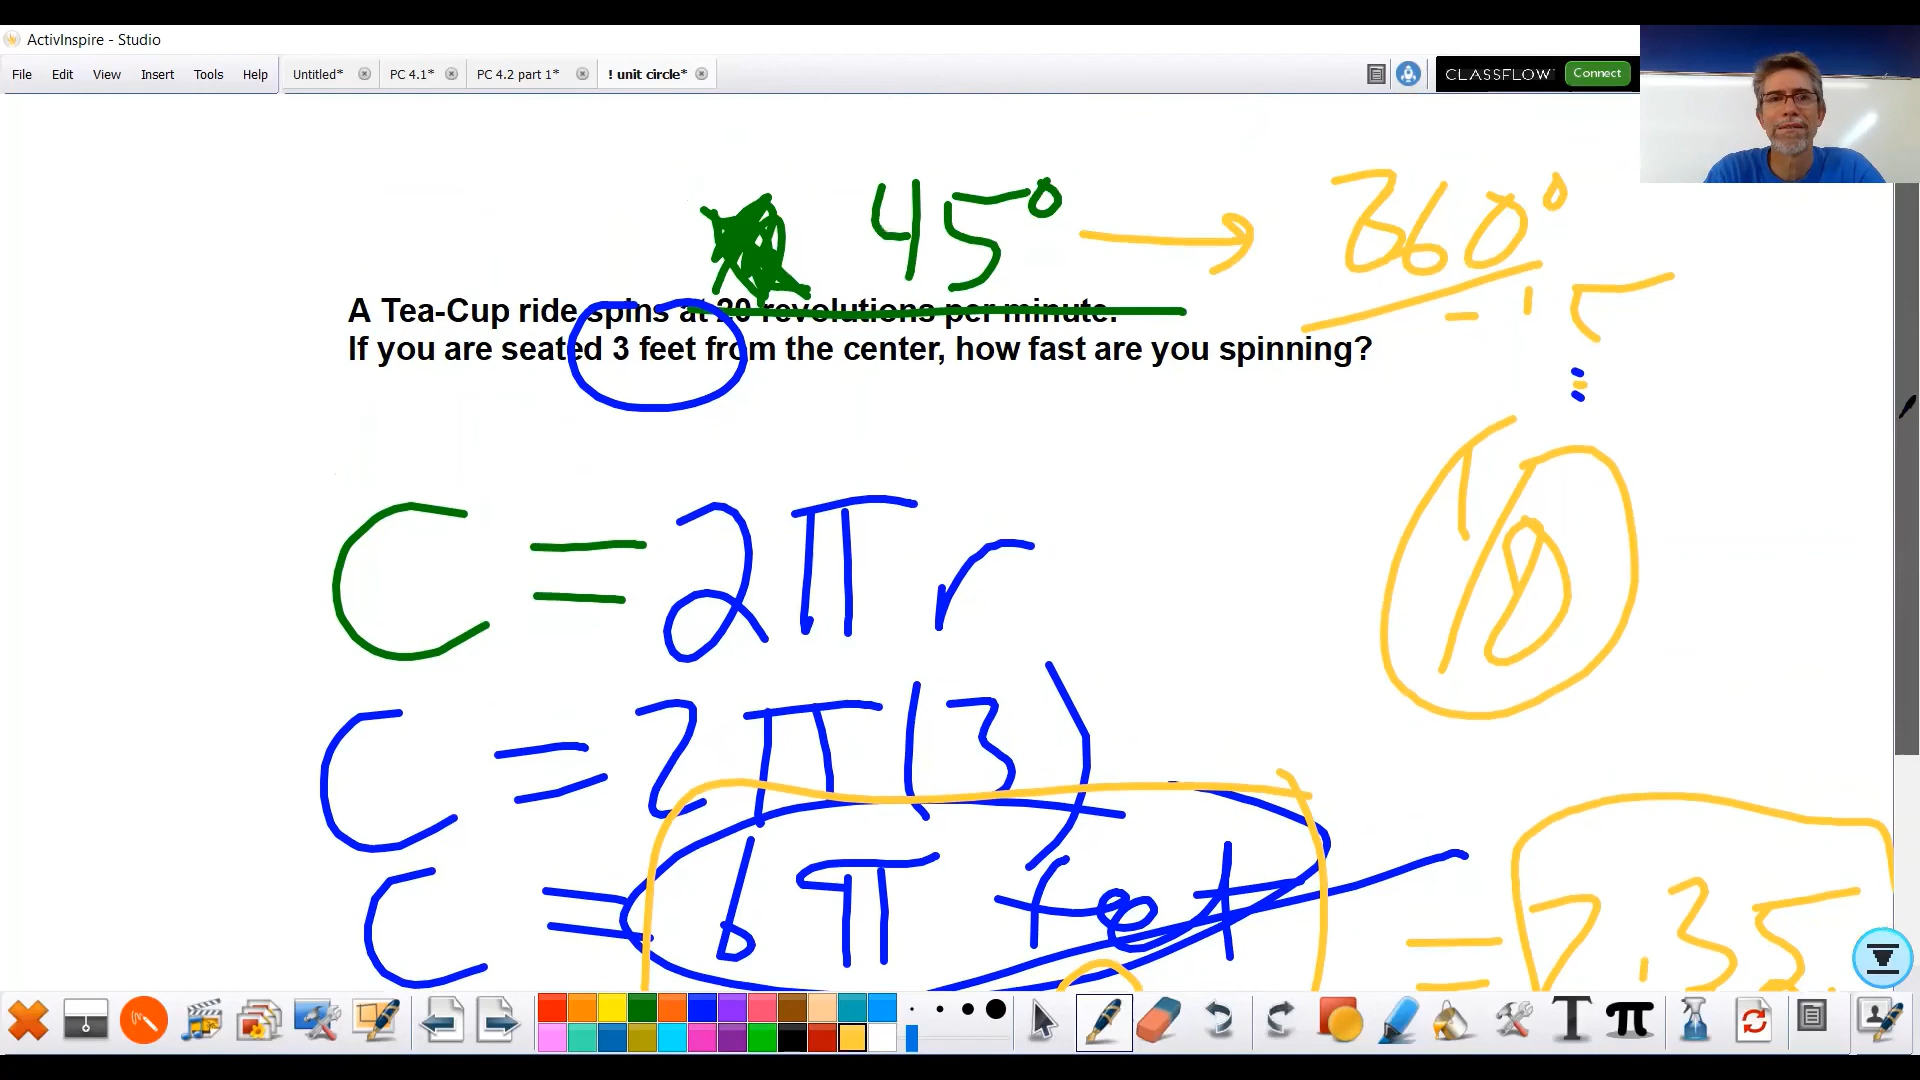 ActivInspire - Studio
File Edit View Insert Tools Help Untitled* PC 4.1* PC 4.2 part 1* ! unit circle* CLASSFLOW Connect
45° → 360°
A Tea-Cup ride spins at 20 revolutions per minute.
If you are seated 3 feet from the center, how fast are you spinning?
1/8
C = 2πr
C = 2π(3)
C = 6π feet